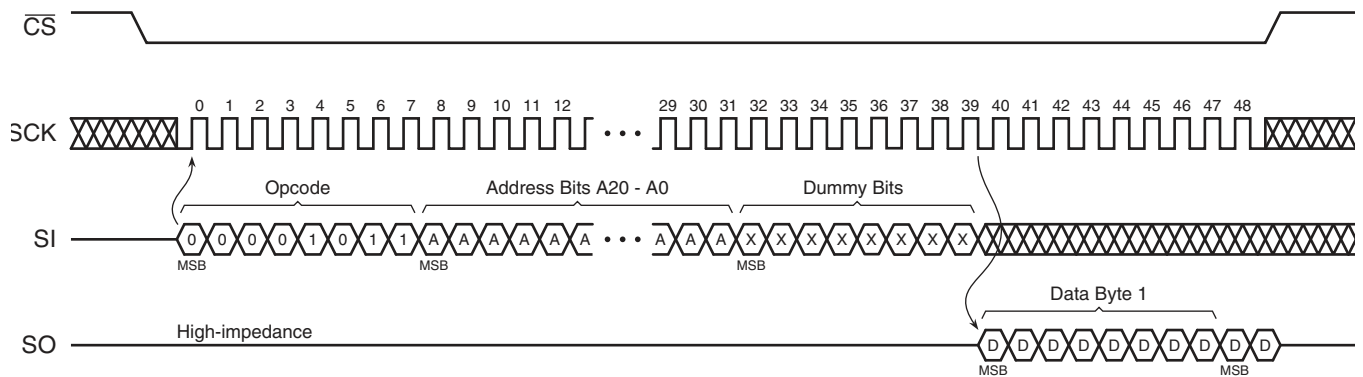 CS
0 1 2 3 4 5 6 7 8 9 10 11 12 29 30 31 32 33 34 35 36 37 38 39 40 41 42 43 44 45 46 47 48
SCK
Opcode Address Bits A20 - A0 Dummy Bits
SI 0 0 0 0 1 0 1 1 A A A A A A A A A X X X X X X X X
MSB MSB MSB
Data Byte 1
High-impedance
SO D D D D D D D D D D
MSB MSB